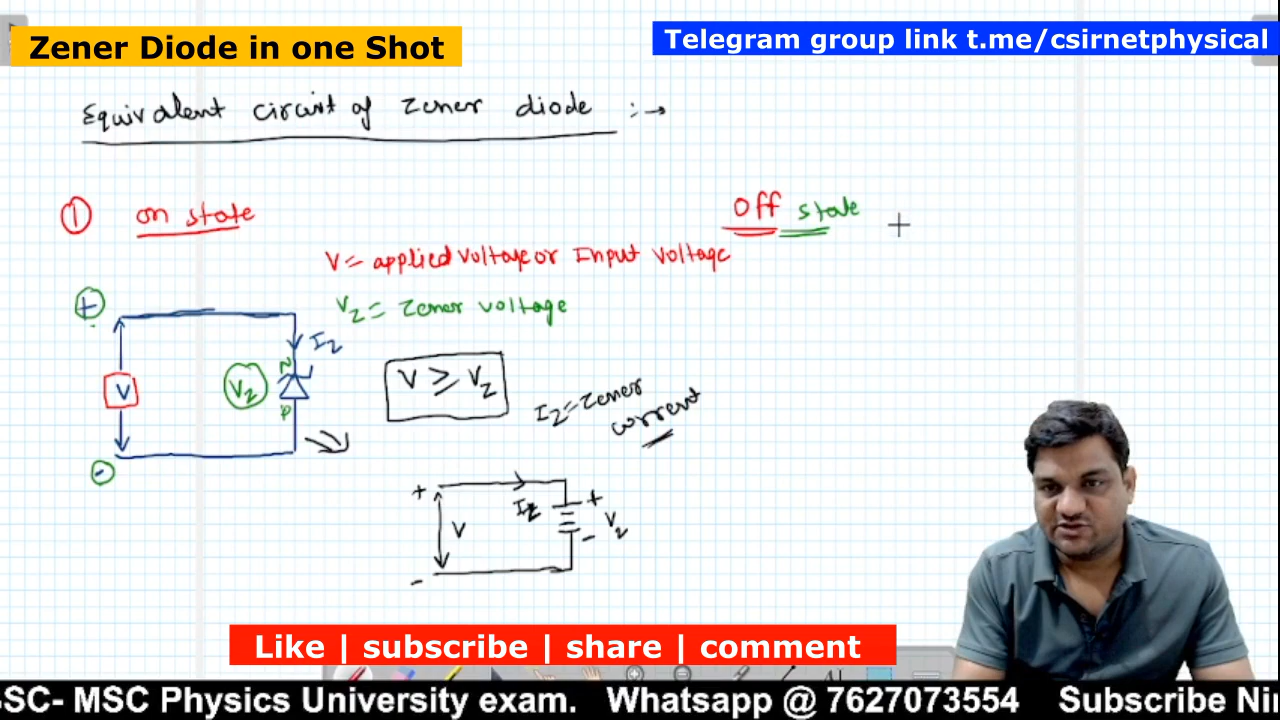 Zener Diode in one Shot
Telegram group link t.me/csirnetphysical
Equivalent circuit of zener diode :→
① on state
Off state
V = applied voltage or Input voltage
V_Z = zener voltage
+
I_Z
N
V
V_Z
P
-
V ≥ V_Z
I_Z = zener
current
+
I_Z
+
V
V_Z
-
-
Like | subscribe | share | comment
SC- MSC Physics University exam. Whatsapp @ 7627073554 Subscribe Nir